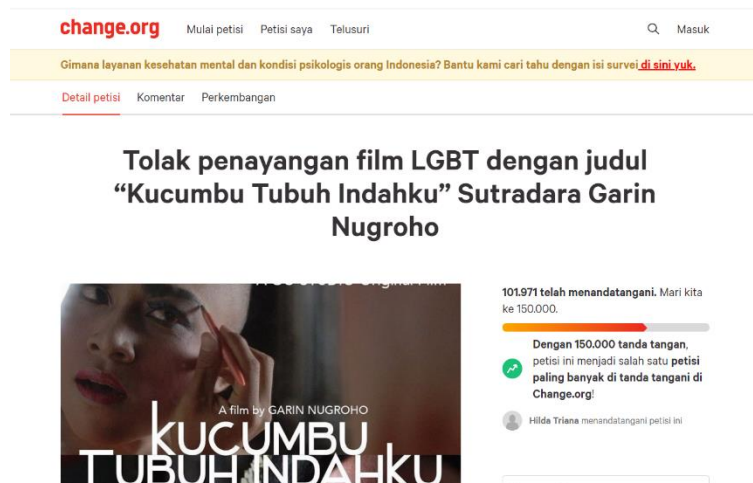 change.org
Mulai petisi Petisi saya Telusuri
Masuk
Gimana layanan kesehatan mental dan kondisi psikologis orang Indonesia? Bantu kami cari tahu dengan isi survei di sini yuk.
Detail petisi Komentar Perkembangan
Tolak penayangan film LGBT dengan judul
“Kucumbu Tubuh Indahku” Sutradara Garin
Nugroho
Original Film
A film by GARIN NUGROHO
KUCUMBU
TUBUH INDAHKU
101.971 telah menandatangani. Mari kita
ke 150.000.
Dengan 150.000 tanda tangan,
petisi ini menjadi salah satu petisi
paling banyak di tanda tangani di
Change.org!
Hilda Triana menandatangani petisi ini